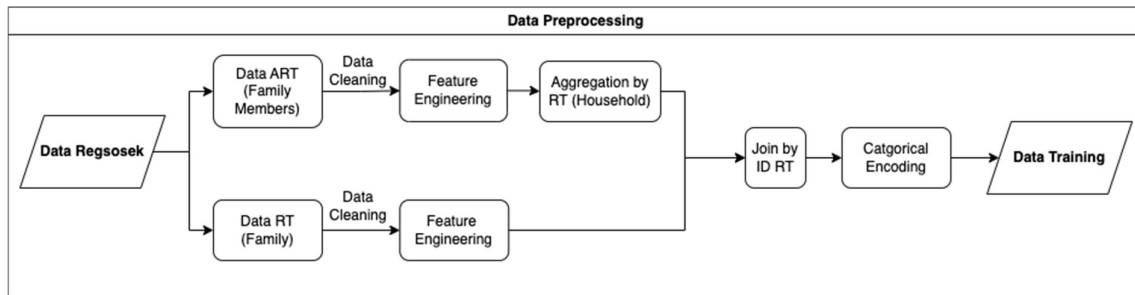 Data Preprocessing
Data Regsosek
Data ART
(Family
Members)
Data
Cleaning
Feature
Engineering
Aggregation by
RT (Household)
Data RT
(Family)
Data
Cleaning
Feature
Engineering
Join by
ID RT
Catgorical
Encoding
Data Training